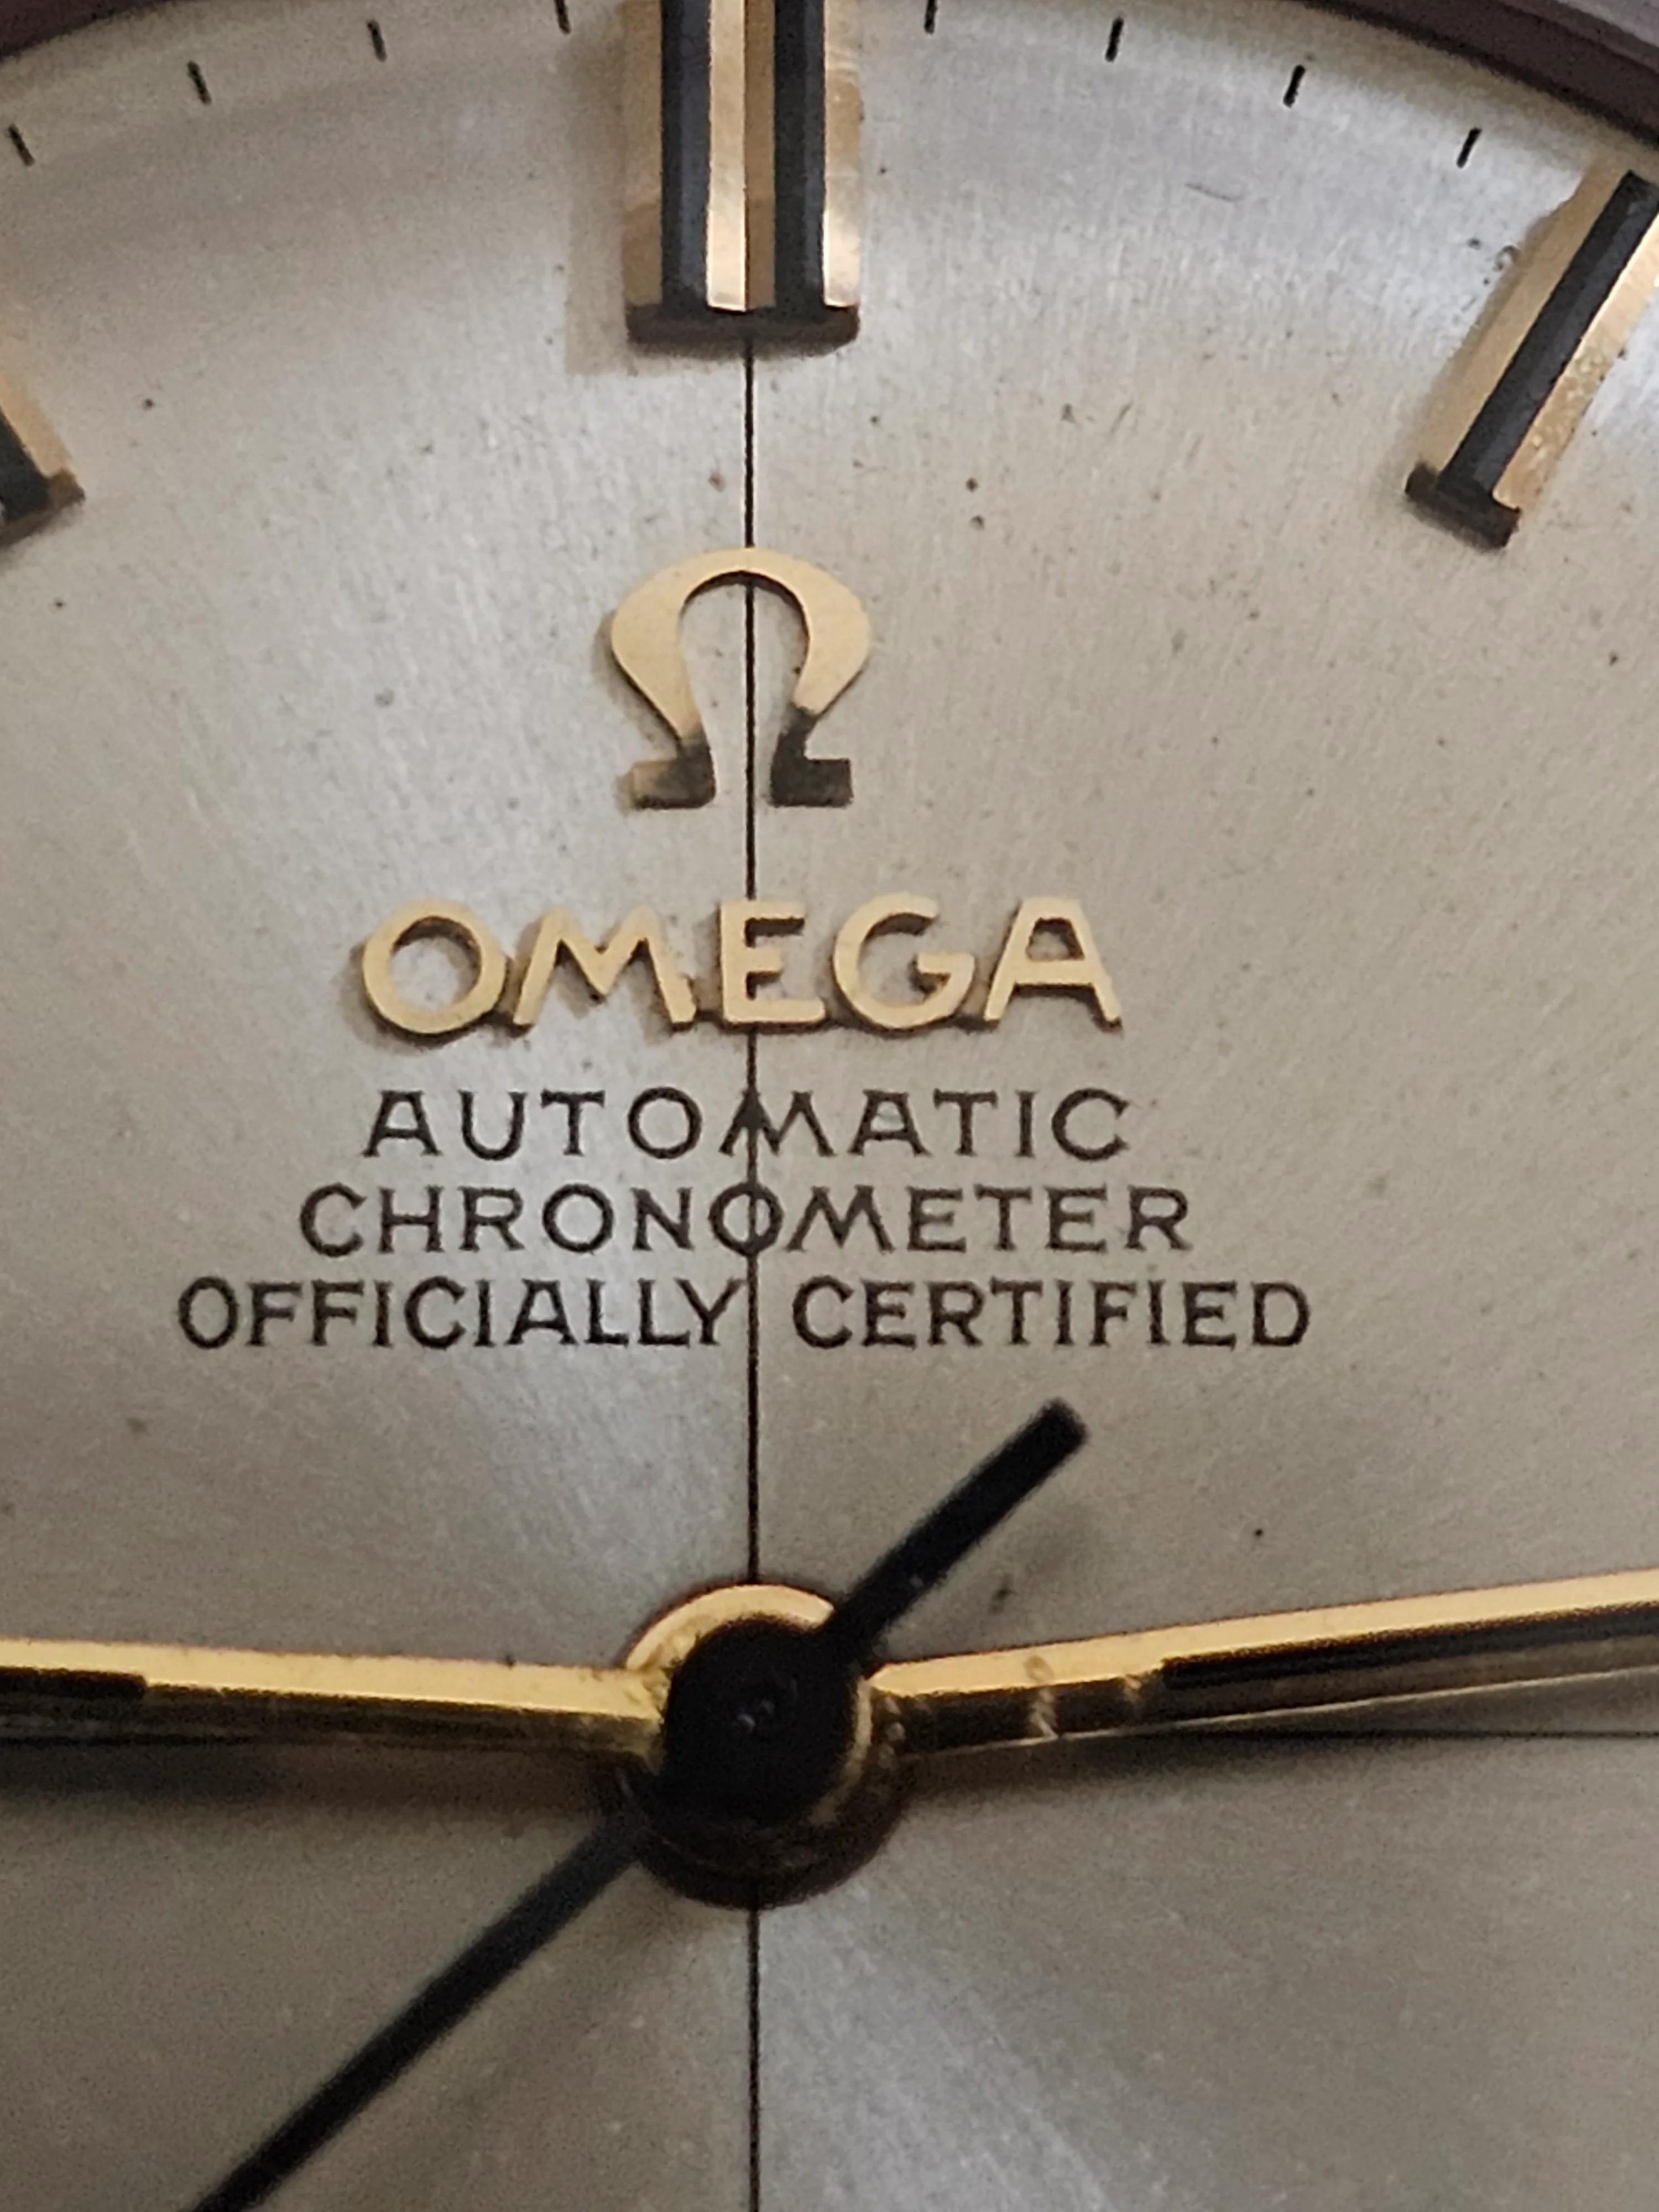 Ω
OMEGA
AUTOMATIC
CHRONOMETER
OFFICIALLY CERTIFIED